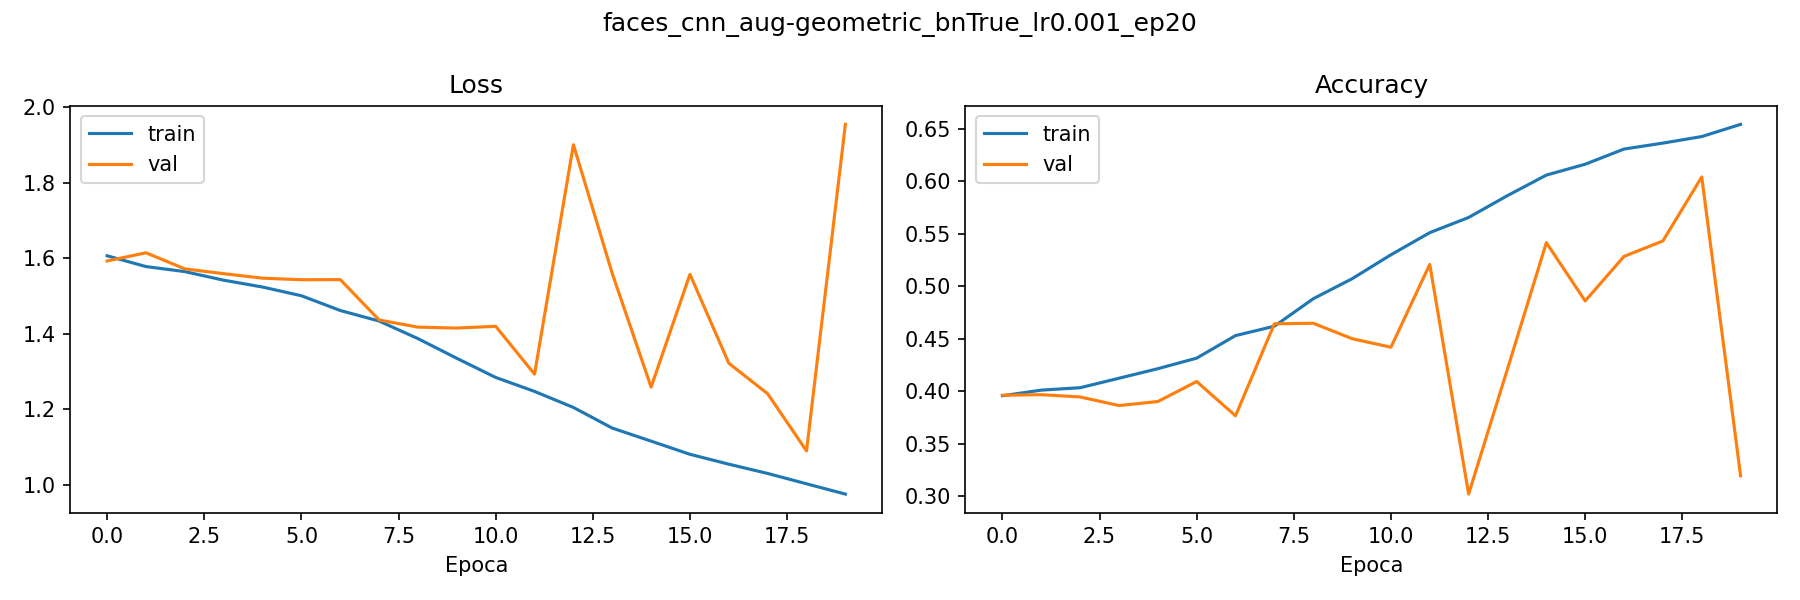 faces_cnn_aug-geometric_bnTrue_lr0.001_ep20
Loss
train
val
2.0
1.8
1.6
1.4
1.2
1.0
0.0 2.5 5.0 7.5 10.0 12.5 15.0 17.5
Epoca
Accuracy
train
val
0.65
0.60
0.55
0.50
0.45
0.40
0.35
0.30
0.0 2.5 5.0 7.5 10.0 12.5 15.0 17.5
Epoca